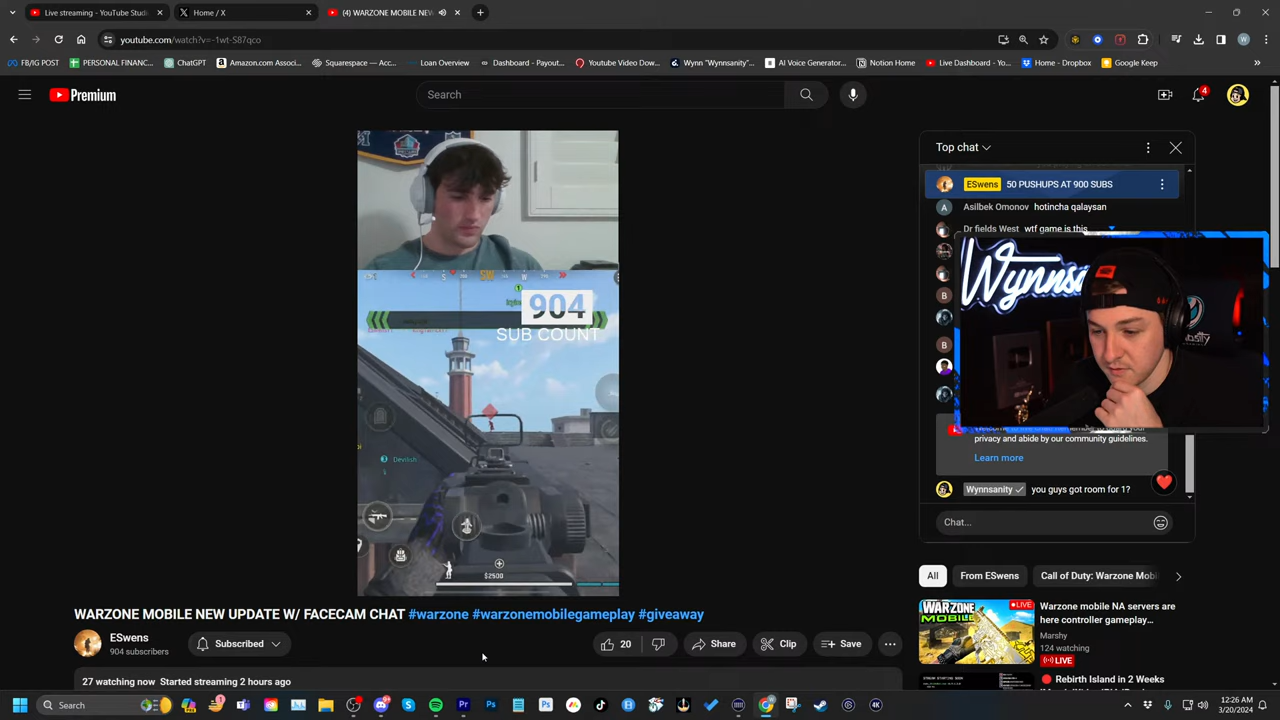 Live streaming - YouTube Studi
Home / X
(4) WARZONE MOBILE NEW
youtube.com/watch?v=-1wt-S87qco
FB/IG POST
PERSONAL FINANC...
ChatGPT
Amazon.com Associ...
Squarespace — Acc...
Loan Overview
Dashboard – Payout...
Youtube Video Dow...
Wynn "Wynnsanity"...
AI Voice Generator...
Notion Home
Live Dashboard - Yo...
Home - Dropbox
Google Keep
Premium
Search
4
Top chat
ESwens 50 PUSHUPS AT 900 SUBS
Asilbek Omonov hotincha qalaysan
Dr fields West wtf game is this
Wynnsa
S
SW
W
904
SUB COUNT
Devilish
$2500
privacy and abide by our community guidelines.
Learn more
Wynnsanity you guys got room for 1?
Chat...
WARZONE MOBILE NEW UPDATE W/ FACECAM CHAT #warzone #warzonemobilegameplay #giveaway
ESwens
904 subscribers
Subscribed
20
Share
Clip
Save
27 watching now Started streaming 2 hours ago
All
From ESwens
Call of Duty: Warzone Mobi
WARZONE
MOBILE
LIVE
Warzone mobile NA servers are
here controller gameplay...
Marshy
124 watching
LIVE
Rebirth Island in 2 Weeks
Search
12:26 AM
3/20/2024